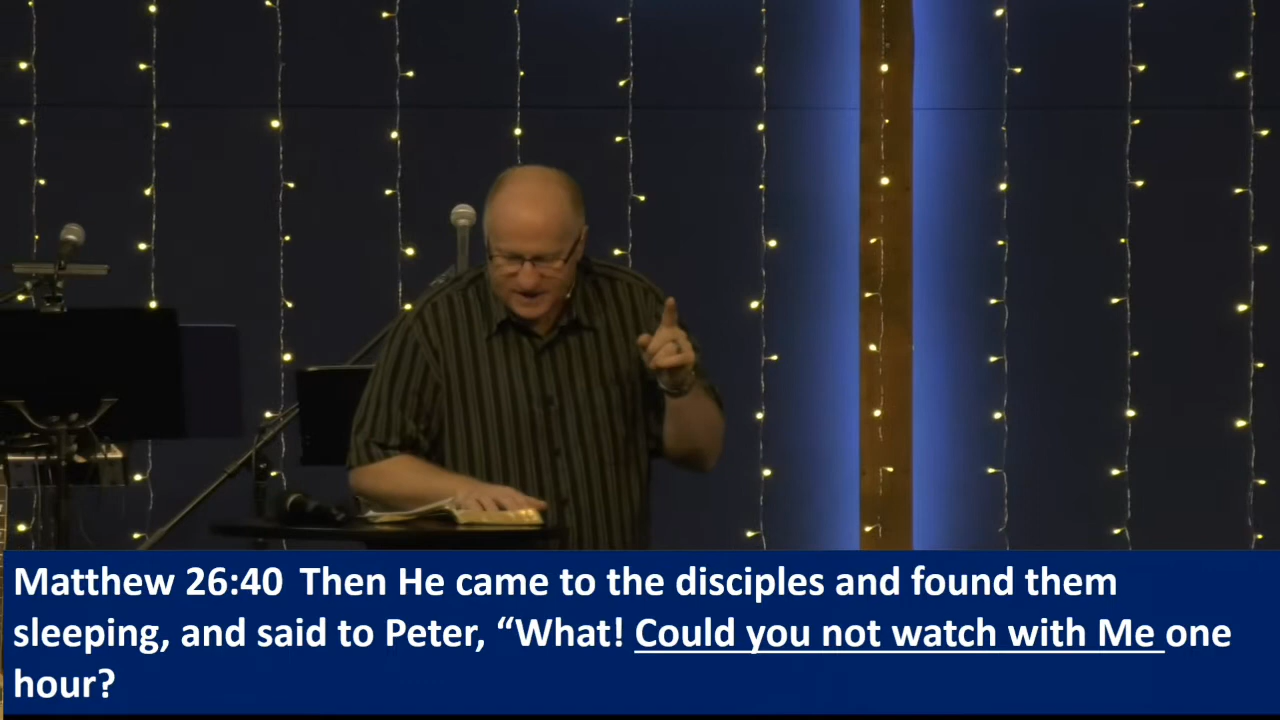 Matthew 26:40  Then He came to the disciples and found them
sleeping, and said to Peter, “What! Could you not watch with Me one
hour?